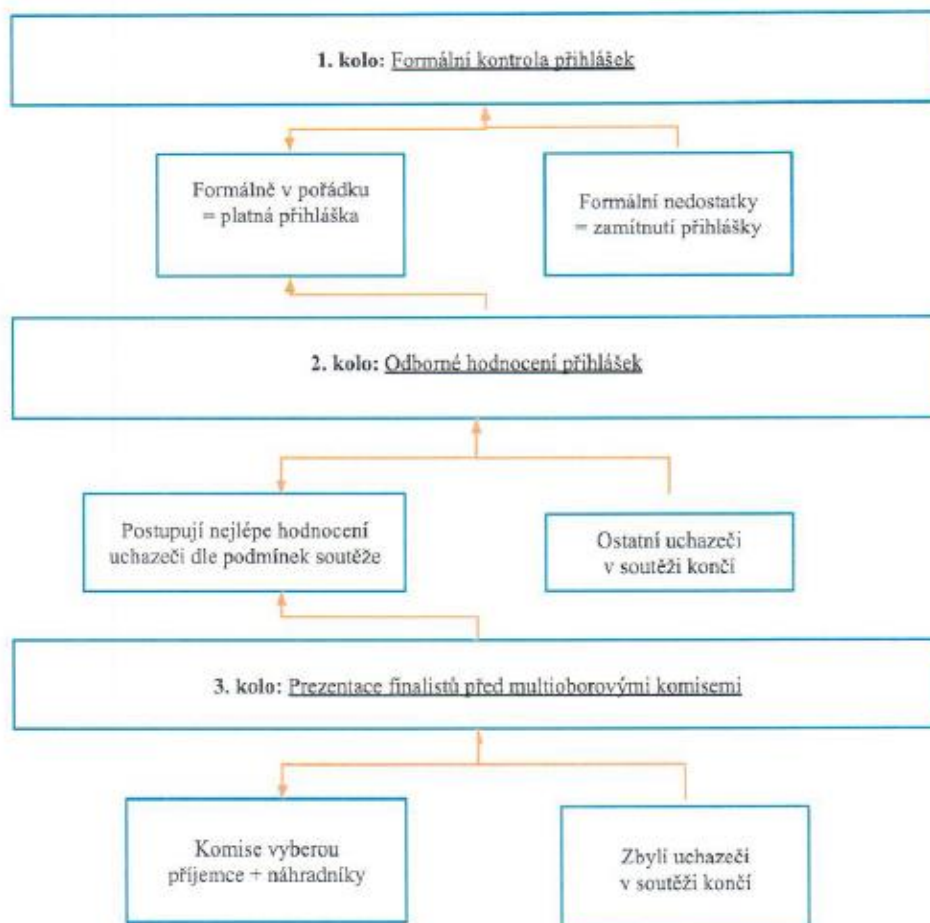 1. kolo: Formální kontrola přihlášek
Formálně v pořádku
= platná přihláška
Formální nedostatky
= zamítnutí přihlášky
2. kolo: Odborné hodnocení přihlášek
Postupují nejlépe hodnocení
uchazeči dle podmínek soutěže
Ostatní uchazeči
v soutěži končí
3. kolo: Prezentace finalistů před multioborovými komisemi
Komise vyberou
příjemce + náhradníky
Zbylí uchazeči
v soutěži končí